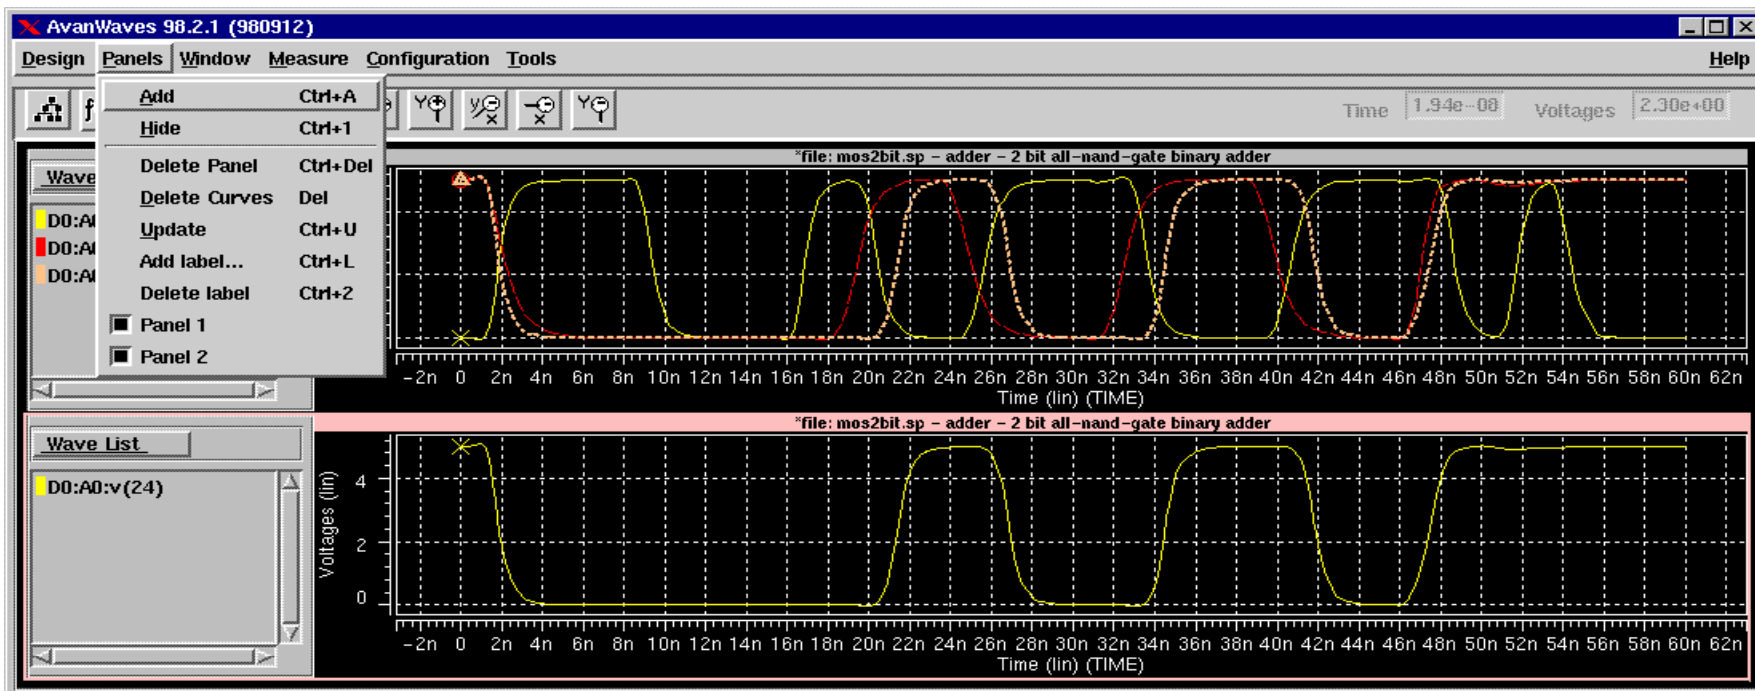 AvanWaves 98.2.1 (980912)
Design Panels Window Measure Configuration Tools Help
Add Ctrl+A
Hide Ctrl+1
Delete Panel Ctrl+Del
Delete Curves Del
Update Ctrl+U
Add label... Ctrl+L
Delete label Ctrl+2
Panel 1
Panel 2
Time 1.94e-08 Voltages 2.30e+00
*file: mos2bit.sp - adder - 2 bit all-nand-gate binary adder
Wave
D0:A0
D0:A0
D0:A0
-2n 0 2n 4n 6n 8n 10n 12n 14n 16n 18n 20n 22n 24n 26n 28n 30n 32n 34n 36n 38n 40n 42n 44n 46n 48n 50n 52n 54n 56n 58n 60n 62n
Time (lin) (TIME)
*file: mos2bit.sp - adder - 2 bit all-nand-gate binary adder
Wave List
D0:A0:v(24)
Voltages (lin)
4
2
0
-2n 0 2n 4n 6n 8n 10n 12n 14n 16n 18n 20n 22n 24n 26n 28n 30n 32n 34n 36n 38n 40n 42n 44n 46n 48n 50n 52n 54n 56n 58n 60n 62n
Time (lin) (TIME)